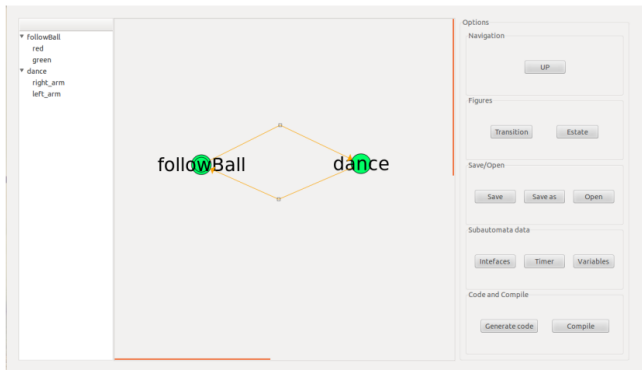 followBall
red
green
dance
right_arm
left_arm
followBall
dance
Options
Navigation
UP
Figures
Transition Estate
Save/Open
Save Save as Open
Subautomata data
Intefaces Timer Variables
Code and Compile
Generate code Compile